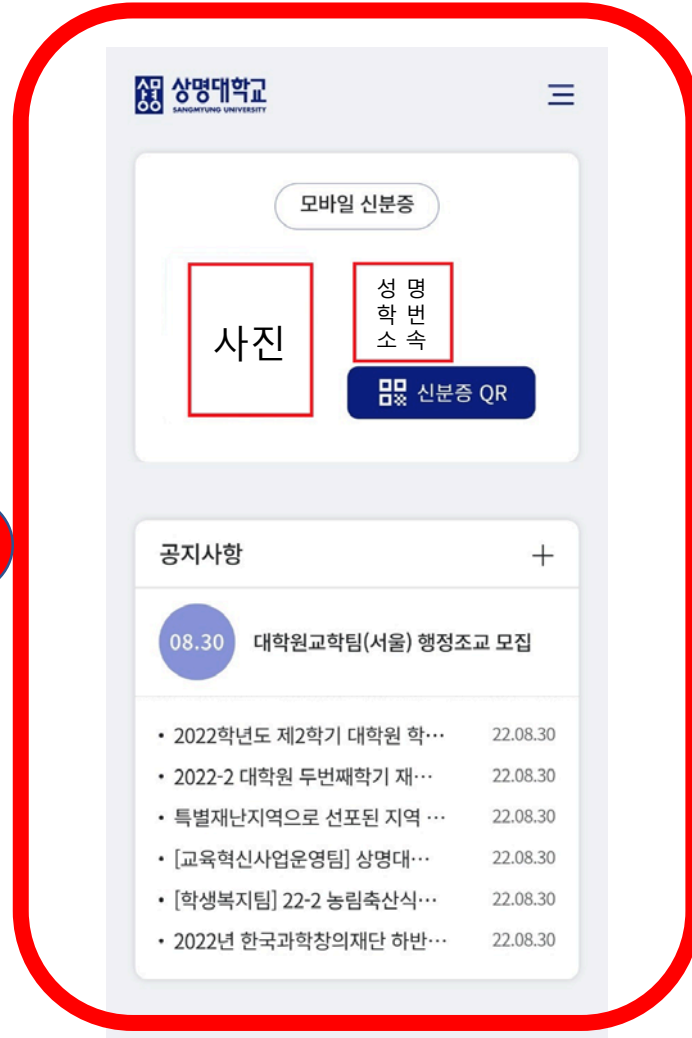 상명
상명대학교
SANGMYUNG UNIVERSITY
모바일 신분증
사진
성 명
학 번
소 속
신분증 QR
공지사항
08.30 대학원교학팀(서울) 행정조교 모집
• 2022학년도 제2학기 대학원 학··· 22.08.30
• 2022-2 대학원 두번째학기 재··· 22.08.30
• 특별재난지역으로 선포된 지역 ··· 22.08.30
• [교육혁신사업운영팀] 상명대··· 22.08.30
• [학생복지팀] 22-2 농림축산식··· 22.08.30
• 2022년 한국과학창의재단 하반··· 22.08.30